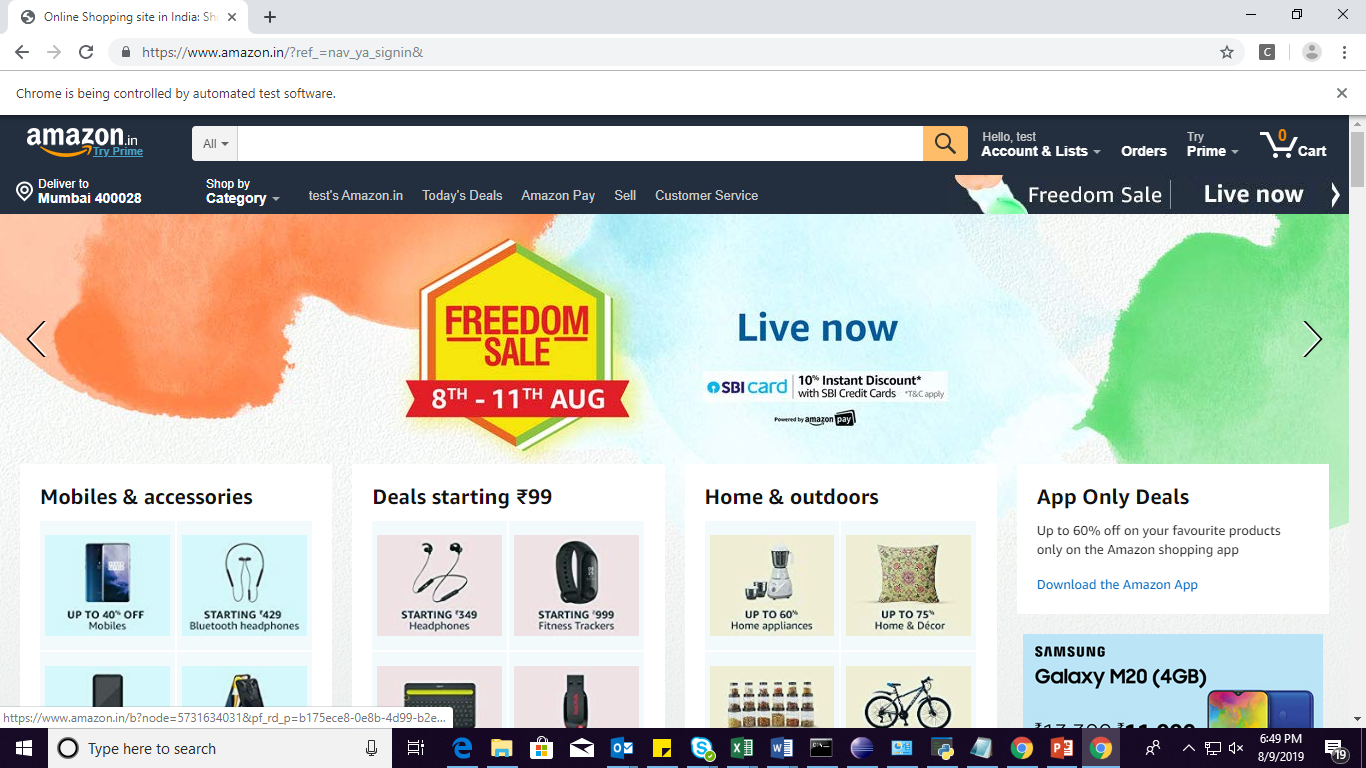 Online Shopping site in India: Sh
https://www.amazon.in/?ref_=nav_ya_signin&
C
Chrome is being controlled by automated test software.
amazon.in
Try Prime
All
Hello, test
Account & Lists
Orders
Try
Prime
0
Cart
Deliver to
Mumbai 400028
Shop by
Category
test's Amazon.in
Today's Deals
Amazon Pay
Sell
Customer Service
Freedom Sale
Live now
FREEDOM
SALE
8TH - 11TH AUG
Live now
SBI card
10% Instant Discount*
with SBI Credit Cards *T&C apply
Powered by amazon pay
Mobiles & accessories
UP TO 40% OFF
Mobiles
STARTING ₹429
Bluetooth headphones
Deals starting ₹99
STARTING ₹349
Headphones
STARTING ₹999
Fitness Trackers
Home & outdoors
UP TO 60%
Home appliances
UP TO 75%
Home & Décor
App Only Deals
Up to 60% off on your favourite products
only on the Amazon shopping app
Download the Amazon App
SAMSUNG
Galaxy M20 (4GB)
https://www.amazon.in/b?node=5731634031&pf_rd_p=b175ece8-0e8b-4d99-b2e...
Type here to search
6:49 PM
8/9/2019
19